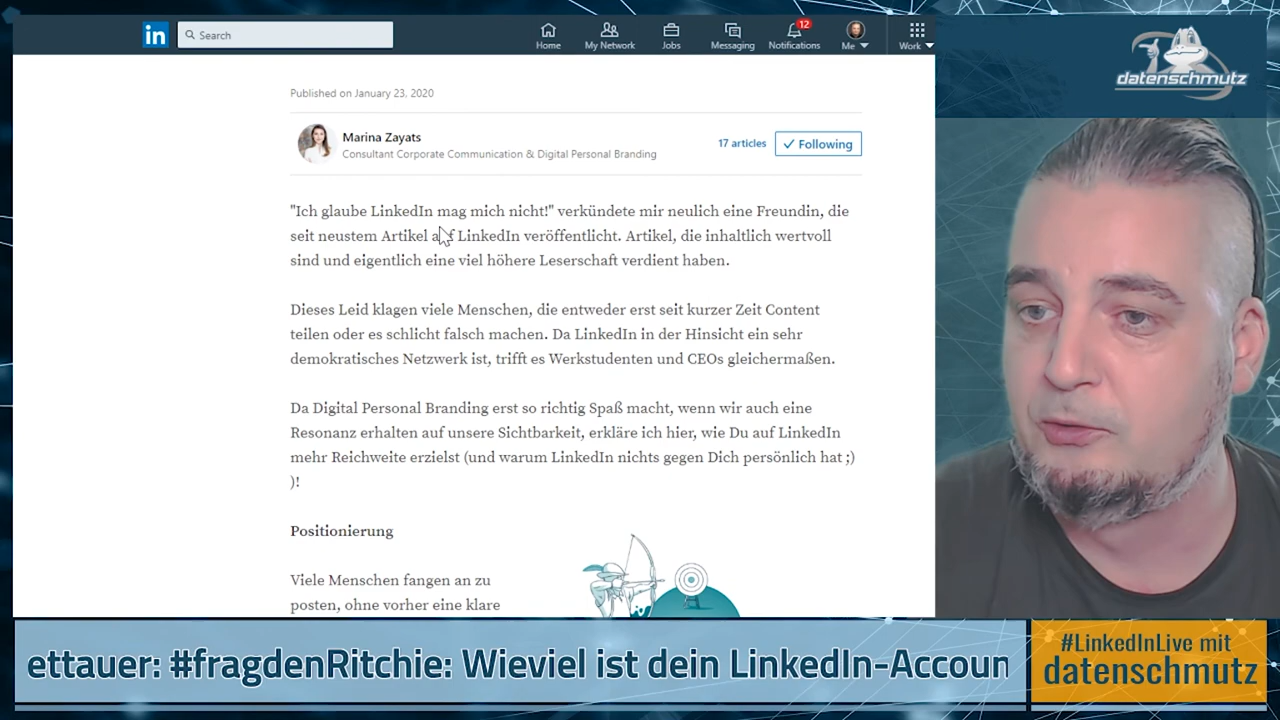 in
Search
Home
My Network
Jobs
Messaging
12
Notifications
Me
Work
datenschmutz
Published on January 23, 2020
Marina Zayats
Consultant Corporate Communication & Digital Personal Branding
17 articles
Following
"Ich glaube LinkedIn mag mich nicht!" verkündete mir neulich eine Freundin, die
seit neustem Artikel auf LinkedIn veröffentlicht. Artikel, die inhaltlich wertvoll
sind und eigentlich eine viel höhere Leserschaft verdient haben.
Dieses Leid klagen viele Menschen, die entweder erst seit kurzer Zeit Content
teilen oder es schlicht falsch machen. Da LinkedIn in der Hinsicht ein sehr
demokratisches Netzwerk ist, trifft es Werkstudenten und CEOs gleichermaßen.
Da Digital Personal Branding erst so richtig Spaß macht, wenn wir auch eine
Resonanz erhalten auf unsere Sichtbarkeit, erkläre ich hier, wie Du auf LinkedIn
mehr Reichweite erzielst (und warum LinkedIn nichts gegen Dich persönlich hat ;)
)!
Positionierung
Viele Menschen fangen an zu
posten, ohne vorher eine klare
ettauer: #fragdenRitchie: Wieviel ist dein LinkedIn-Accoun
#LinkedInLive mit
datenschmutz